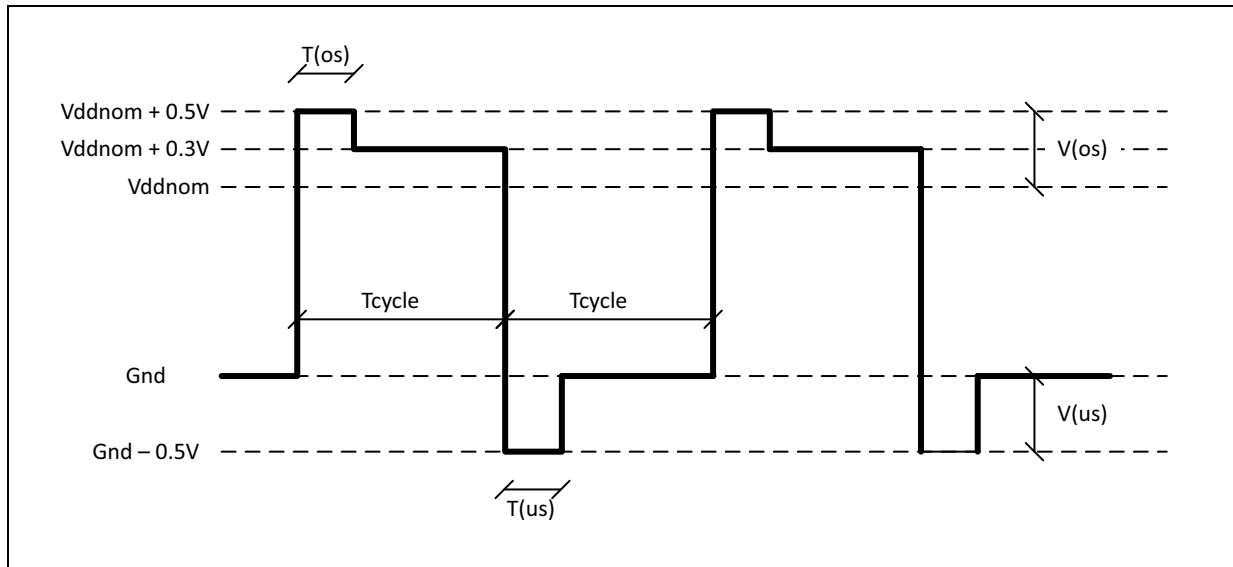 T(os)
Vddnom + 0.5V
Vddnom + 0.3V
V(os)
Vddnom
Tcycle
Tcycle
Gnd
V(us)
Gnd – 0.5V
T(us)